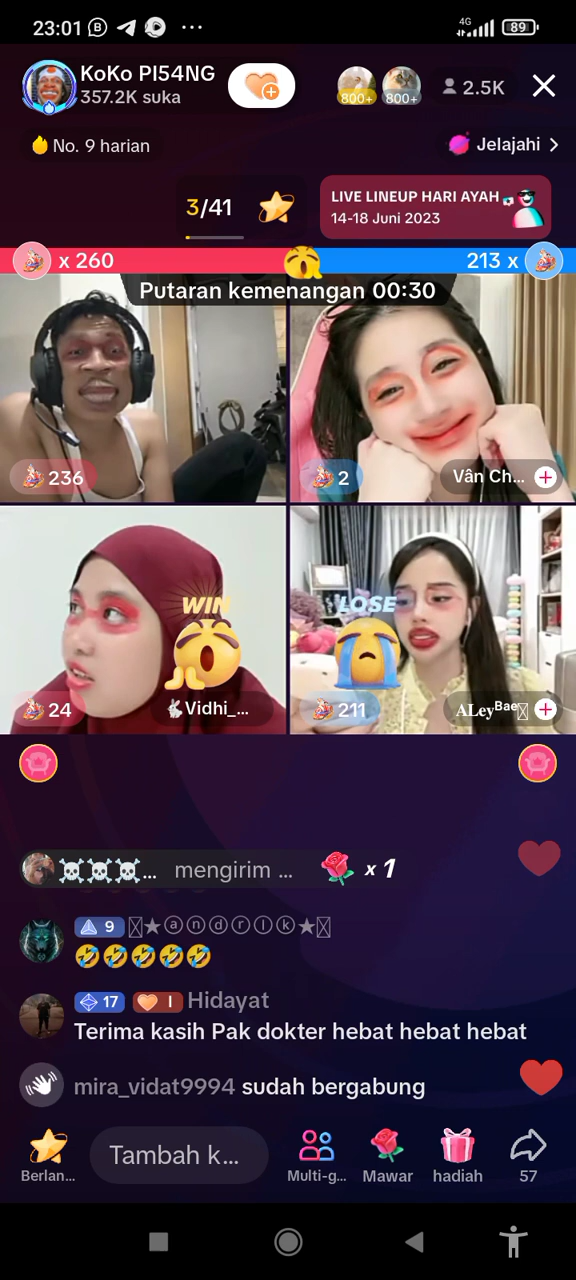 23:01
4G
89
KoKo PI54NG
357.2K suka
800+
800+
2.5K
No. 9 harian
Jelajahi
3/41
LIVE LINEUP HARI AYAH
14-18 Juni 2023
x 260
213 x
Putaran kemenangan 00:30
236
2
Vân Ch...
WIN
LOSE
24
Vidhi_...
211
ALeyᴮᵃᵉ
☠☠☠... mengirim ... x 1
9 ★ⓐⓝⓓⓡⓘⓚ★
🤣🤣🤣🤣🤣
17 I Hidayat
Terima kasih Pak dokter hebat hebat hebat
mira_vidat9994 sudah bergabung
Berlan...
Tambah k...
Multi-g...
Mawar
hadiah
57